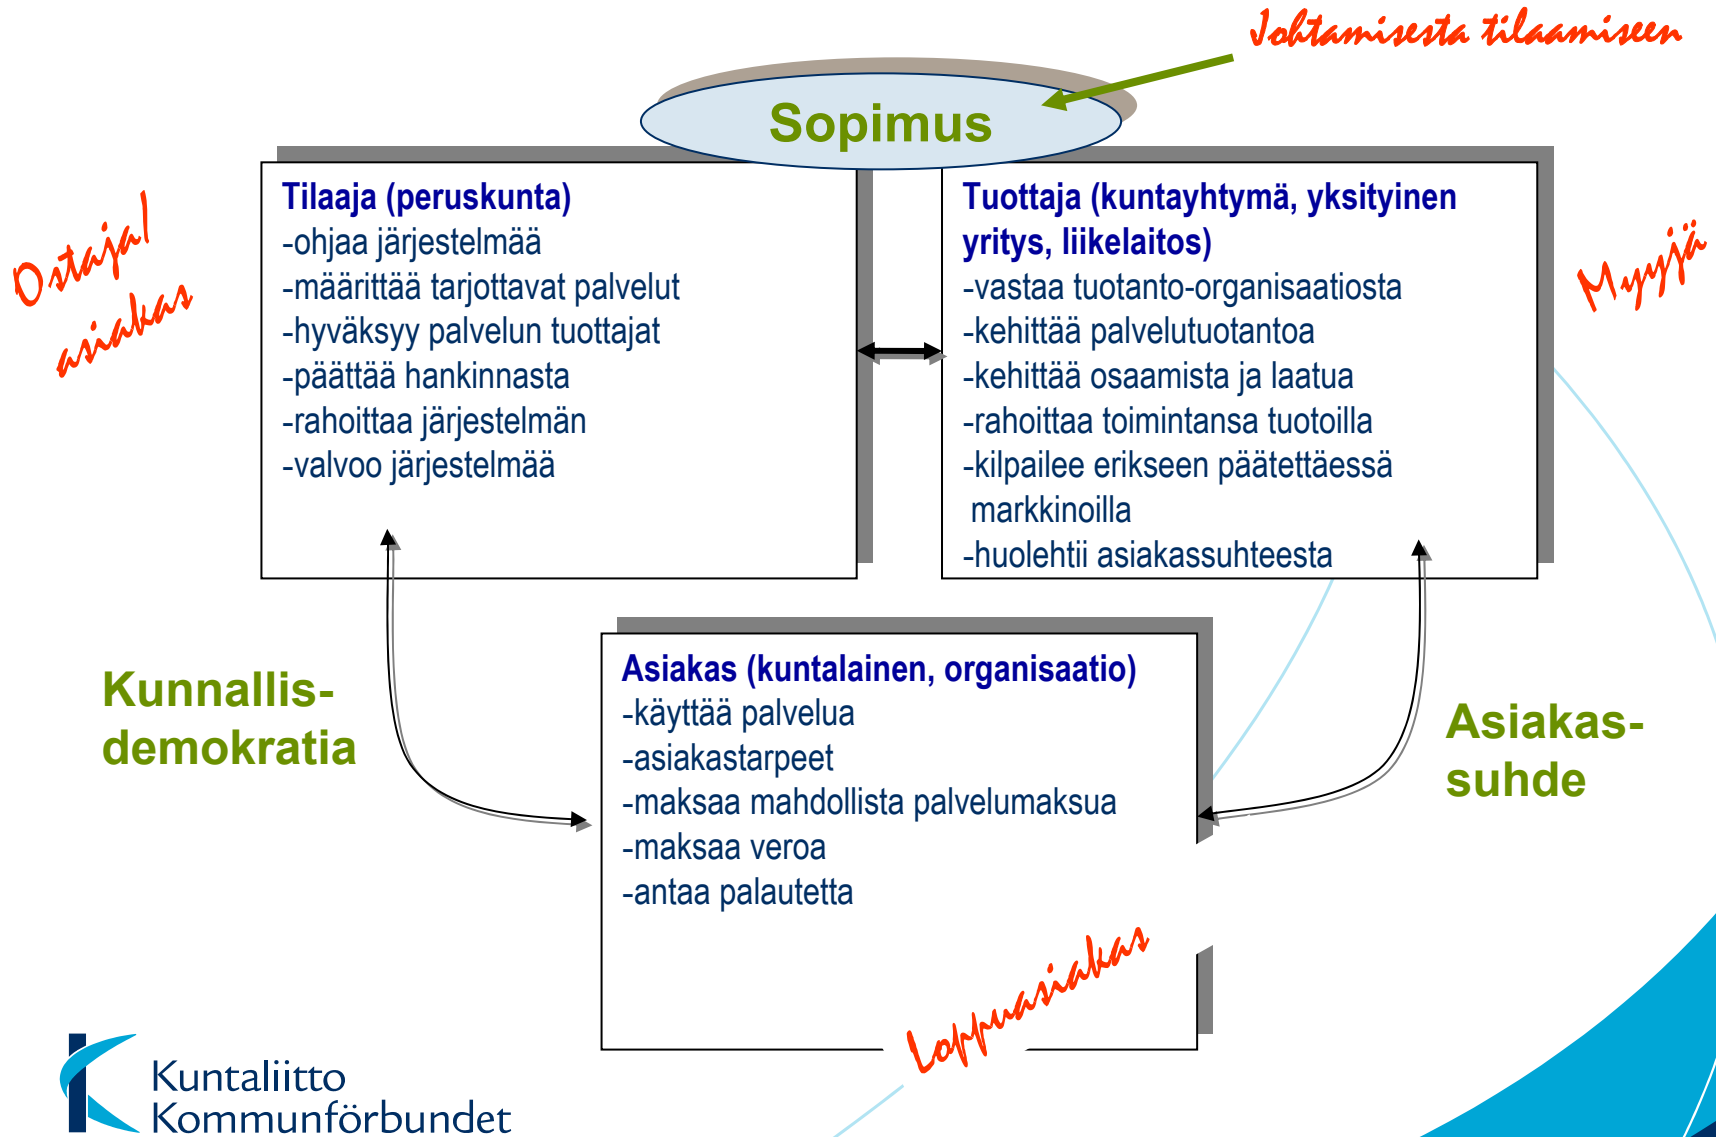 Johtamisesta tilaamiseen
Sopimus
Ostaja/
asiakas
Tilaaja (peruskunta)
-ohjaa järjestelmää
-määrittää tarjottavat palvelut
-hyväksyy palvelun tuottajat
-päättää hankinnasta
-rahoittaa järjestelmän
-valvoo järjestelmää
Tuottaja (kuntayhtymä, yksityinen
yritys, liikelaitos)
-vastaa tuotanto-organisaatiosta
-kehittää palvelutuotantoa
-kehittää osaamista ja laatua
-rahoittaa toimintansa tuotoilla
-kilpailee erikseen päätettäessä
markkinoilla
-huolehtii asiakassuhteesta
Myyjä
Kunnallis-
demokratia
Asiakas (kuntalainen, organisaatio)
-käyttää palvelua
-asiakastarpeet
-maksaa mahdollista palvelumaksua
-maksaa veroa
-antaa palautetta
Loppuasiakas
Asiakas-
suhde
Kuntaliitto
Kommunförbundet